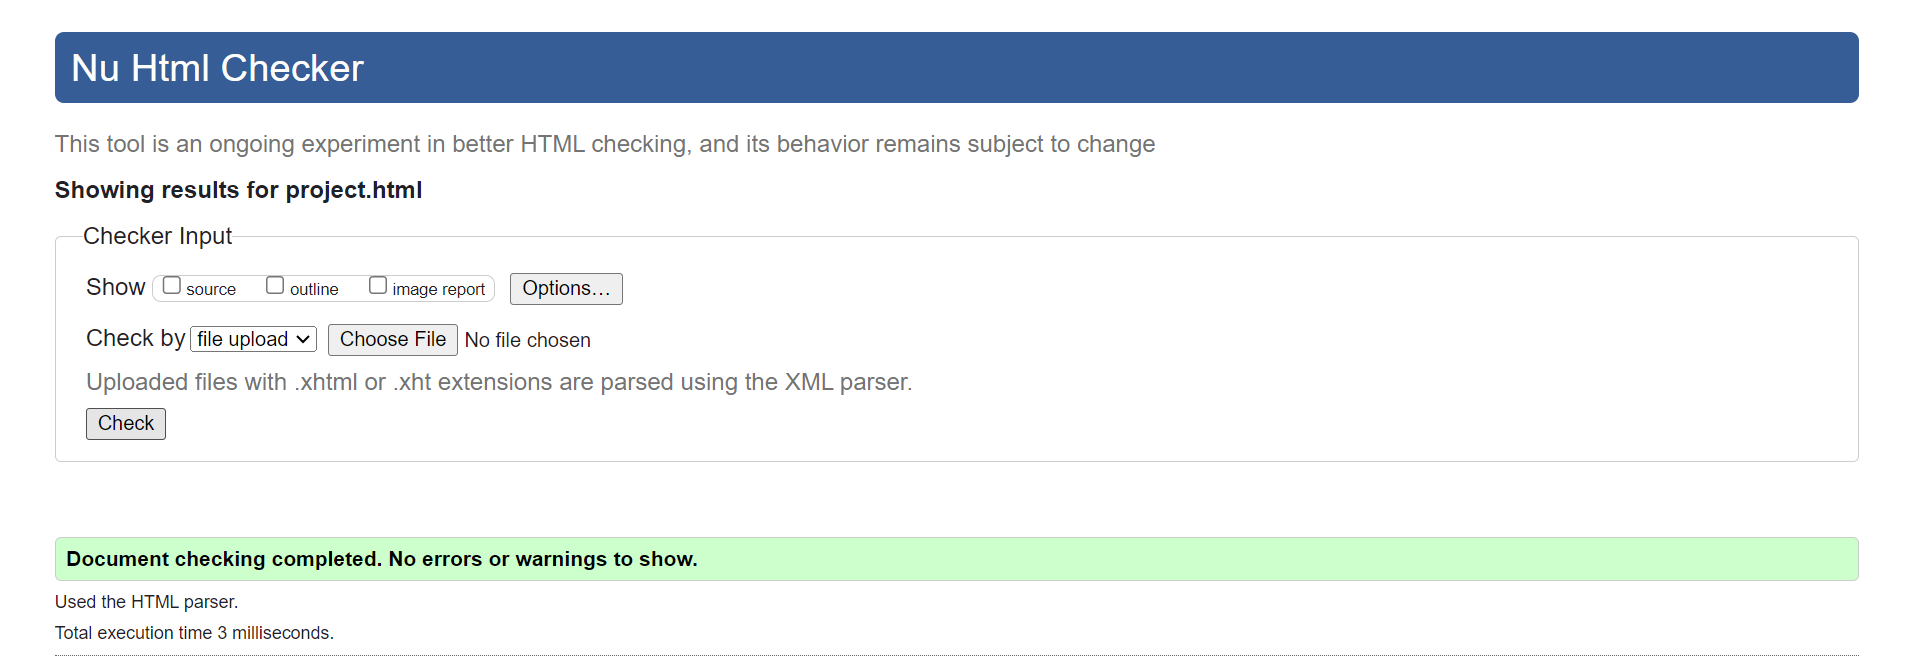 Nu Html Checker
This tool is an ongoing experiment in better HTML checking, and its behavior remains subject to change
Showing results for project.html
Checker Input
Show source outline image report Options...
Check by file upload Choose File No file chosen
Uploaded files with .xhtml or .xht extensions are parsed using the XML parser.
Check
Document checking completed. No errors or warnings to show.
Used the HTML parser.
Total execution time 3 milliseconds.